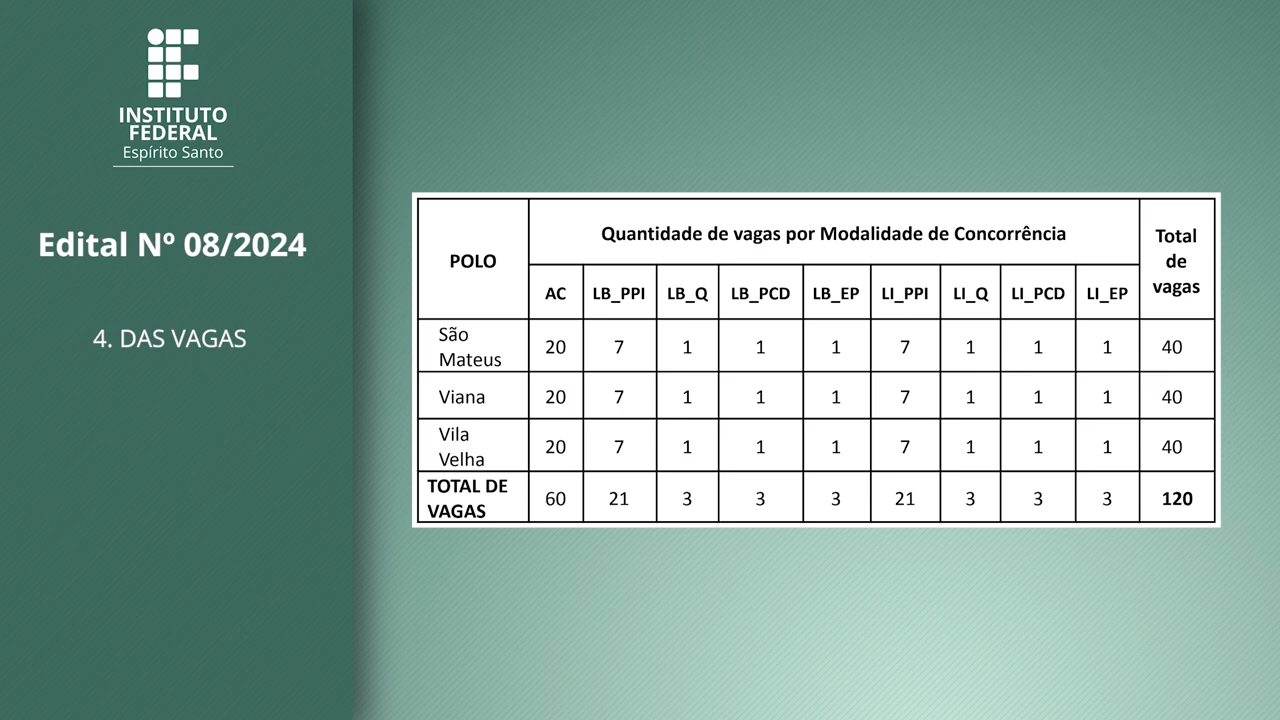 INSTITUTO
FEDERAL
Espírito Santo
Edital Nº 08/2024
4. DAS VAGAS
POLO
Quantidade de vagas por Modalidade de Concorrência
Total
de
vagas
AC LB_PPI LB_Q LB_PCD LB_EP LI_PPI LI_Q LI_PCD LI_EP
São
Mateus
20 7 1 1 1 7 1 1 1 40
Viana 20 7 1 1 1 7 1 1 1 40
Vila
Velha
20 7 1 1 1 7 1 1 1 40
TOTAL DE
VAGAS
60 21 3 3 3 21 3 3 3 120